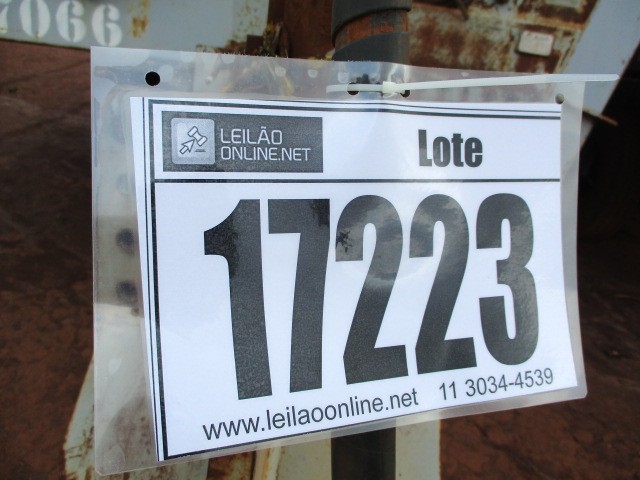 7066
LEILÃO
ONLINE.NET
Lote
17223
www.leilaoonline.net 11 3034-4539